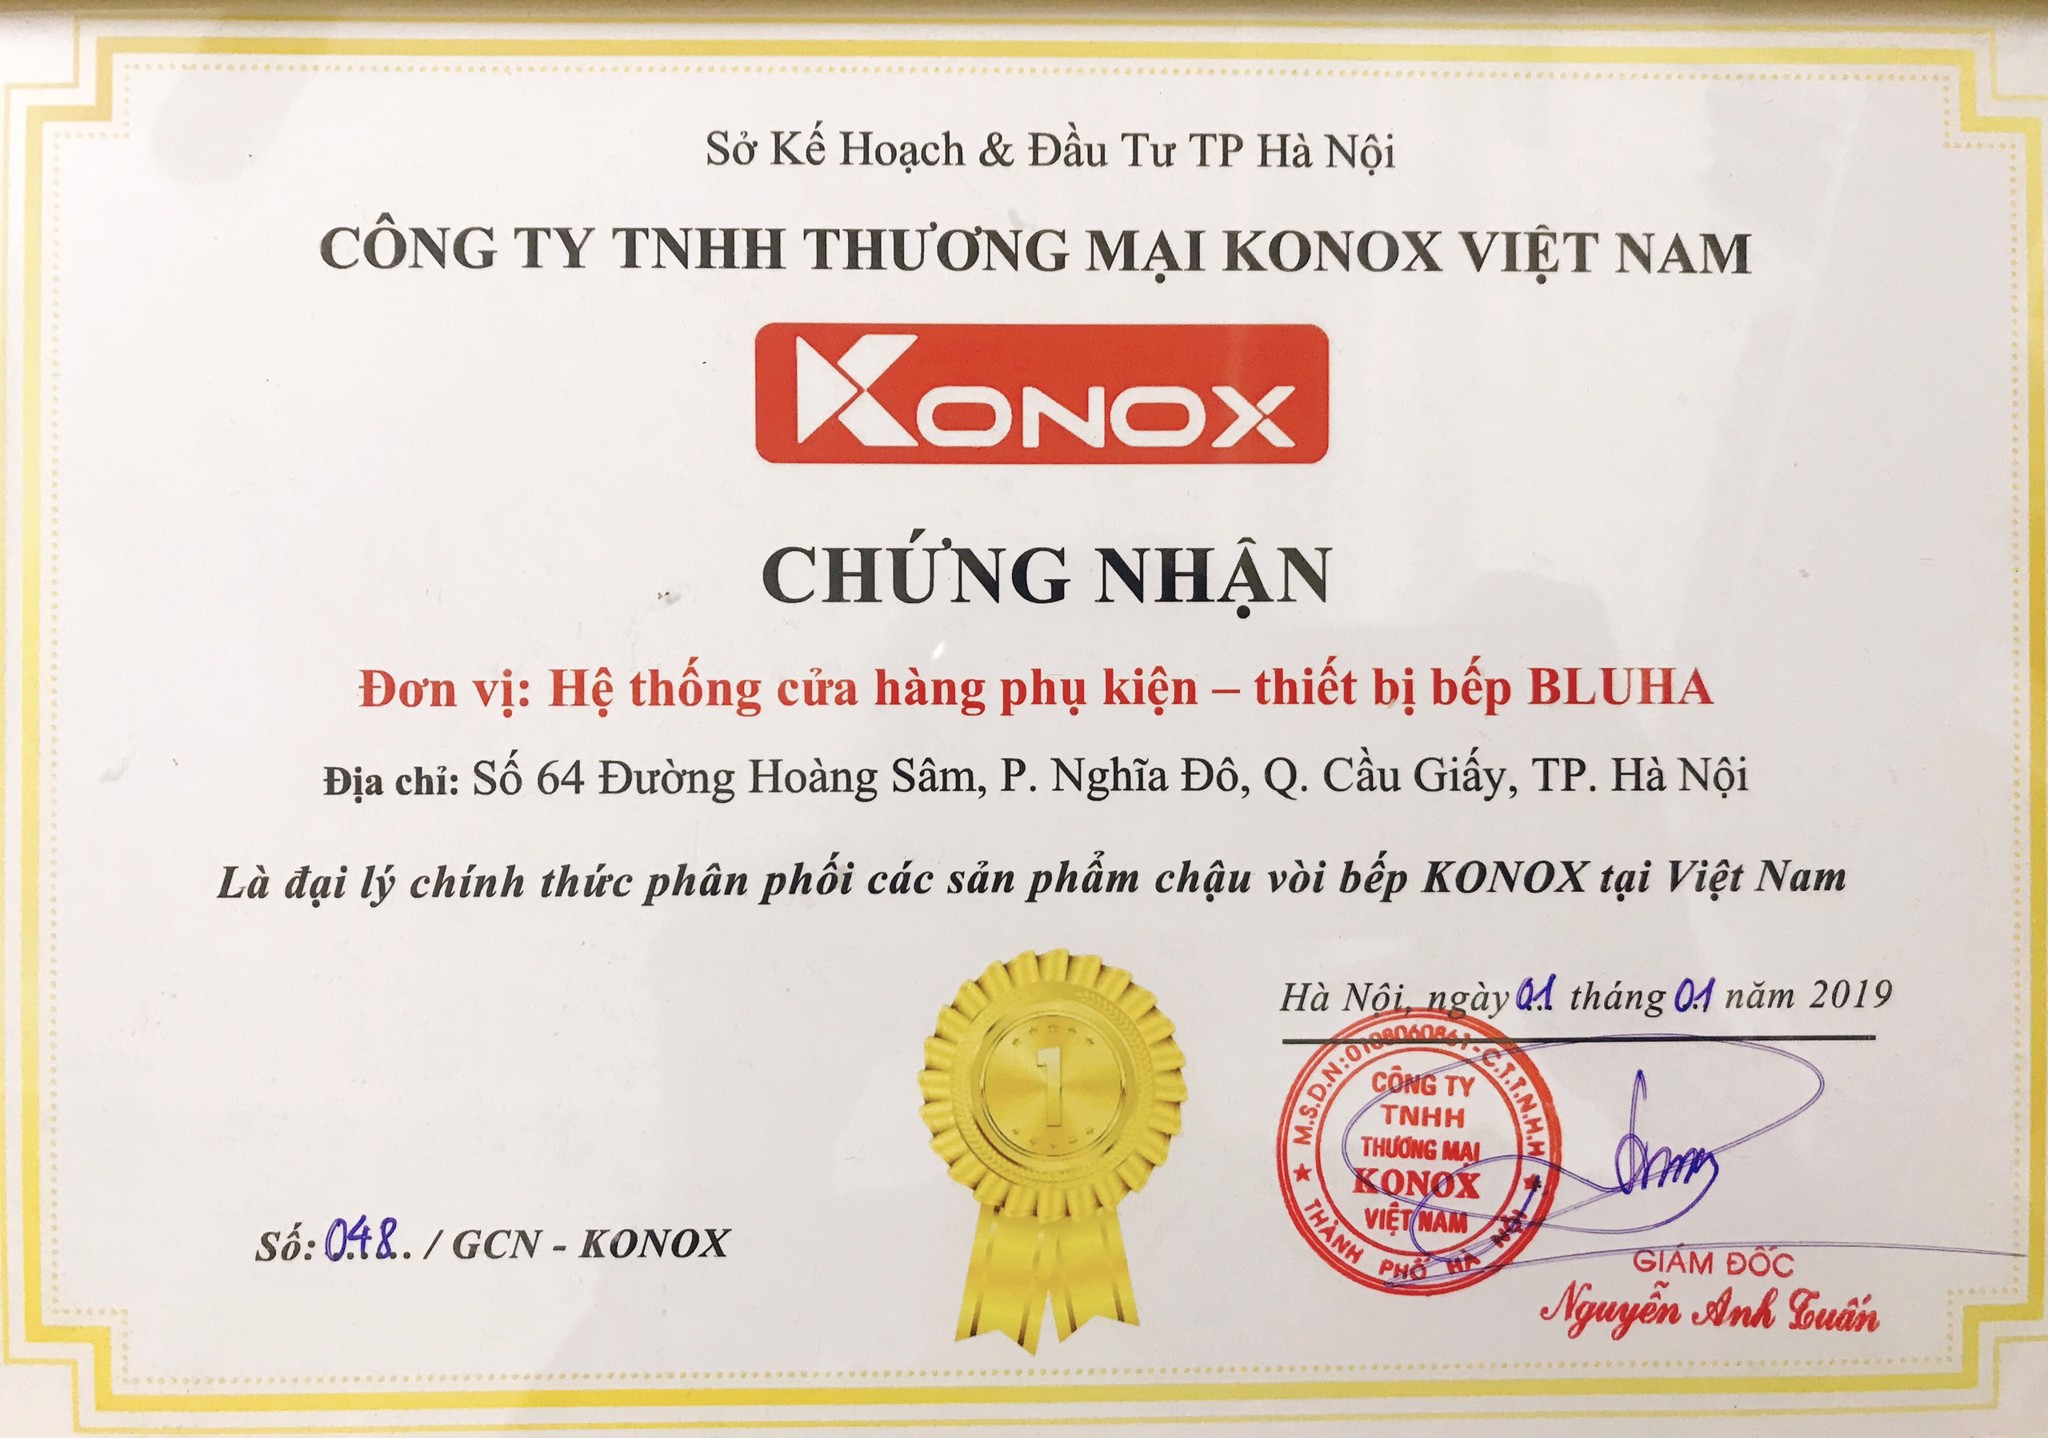 Sở Kế Hoạch & Đầu Tư TP Hà Nội
CÔNG TY TNHH THƯƠNG MẠI KONOX VIỆT NAM
KONOX
CHỨNG NHẬN
Đơn vị: Hệ thống cửa hàng phụ kiện – thiết bị bếp BLUHA
Địa chỉ: Số 64 Đường Hoàng Sâm, P. Nghĩa Đô, Q. Cầu Giấy, TP. Hà Nội
Là đại lý chính thức phân phối các sản phẩm chậu vòi bếp KONOX tại Việt Nam
1
Hà Nội, ngày 01 tháng 01 năm 2019
M.S.D.N:0108060861-C.T.T.N.H.H
CÔNG TY
TNHH
THƯƠNG MẠI
KONOX
VIỆT NAM
THÀNH PHỐ HÀ NỘI
Số: 048.. / GCN - KONOX
GIÁM ĐỐC
Nguyễn Anh Tuấn